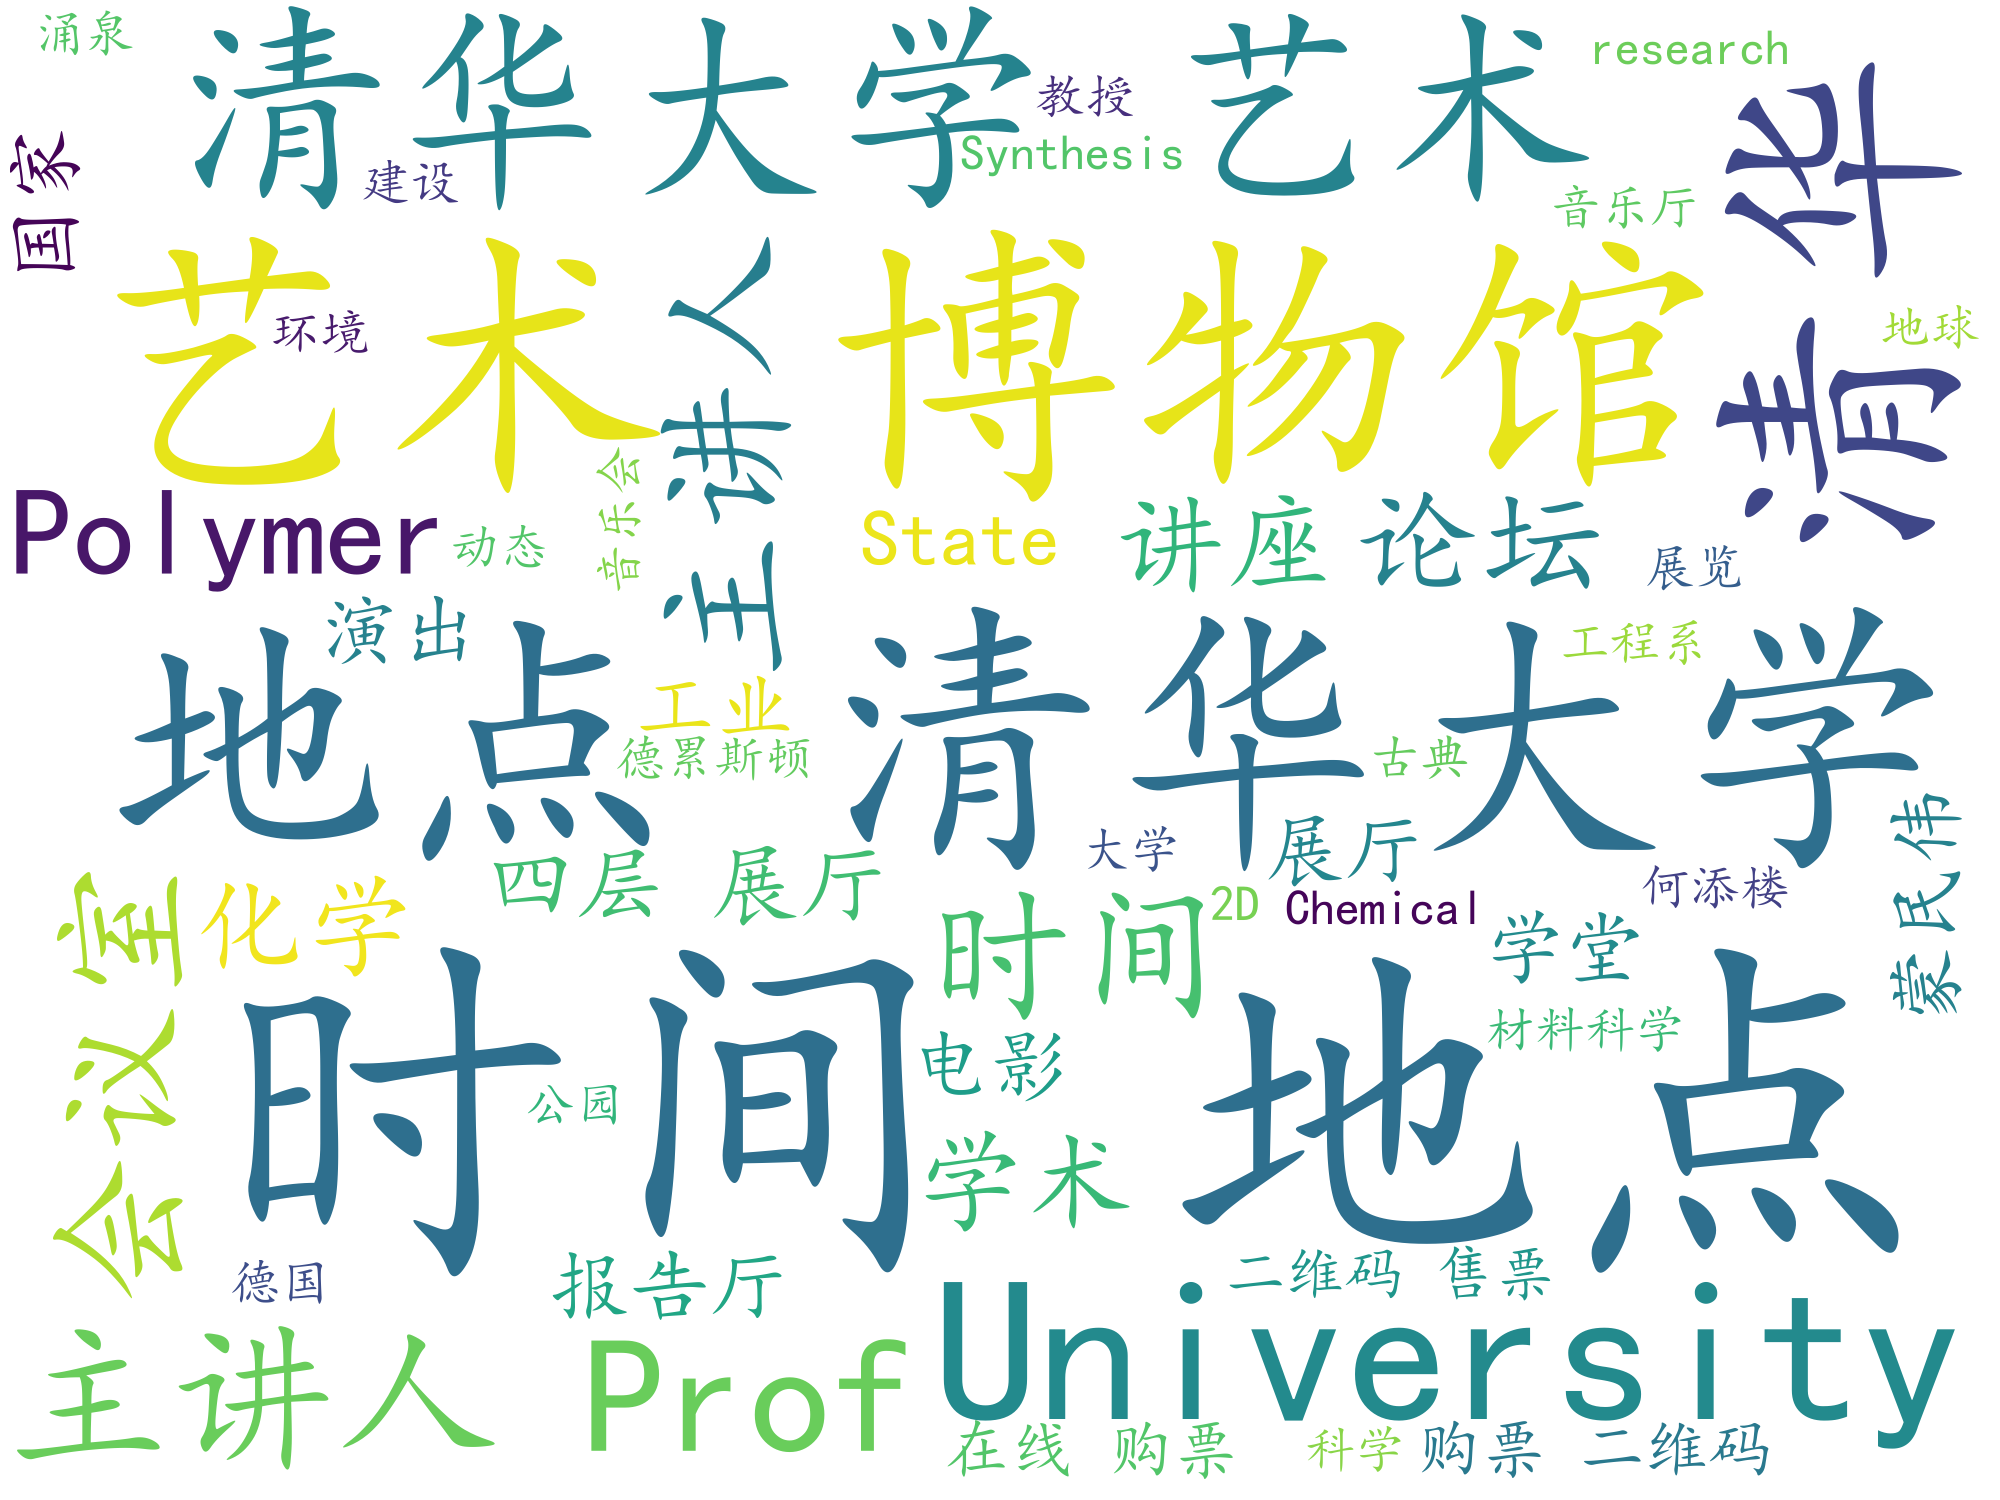 涌泉
清华大学 艺术
research
教授
Synthesis
国家
建设
音乐厅
清华
艺术 博物馆
环境
地球
主讲人
音乐会
Polymer
动态
State
讲座 论坛
展览
演出
地点 清华大学
工程系
工业
德累斯顿
古典
大学
展厅
蒙民伟
四层 展厅
化学
会议室
何添楼
时间
2D
Chemical
学堂
时间 地点
材料科学
电影
公园
学术
德国
报告厅
二维码 售票
University
主讲人 Prof
在线 购票
科学
购票 二维码